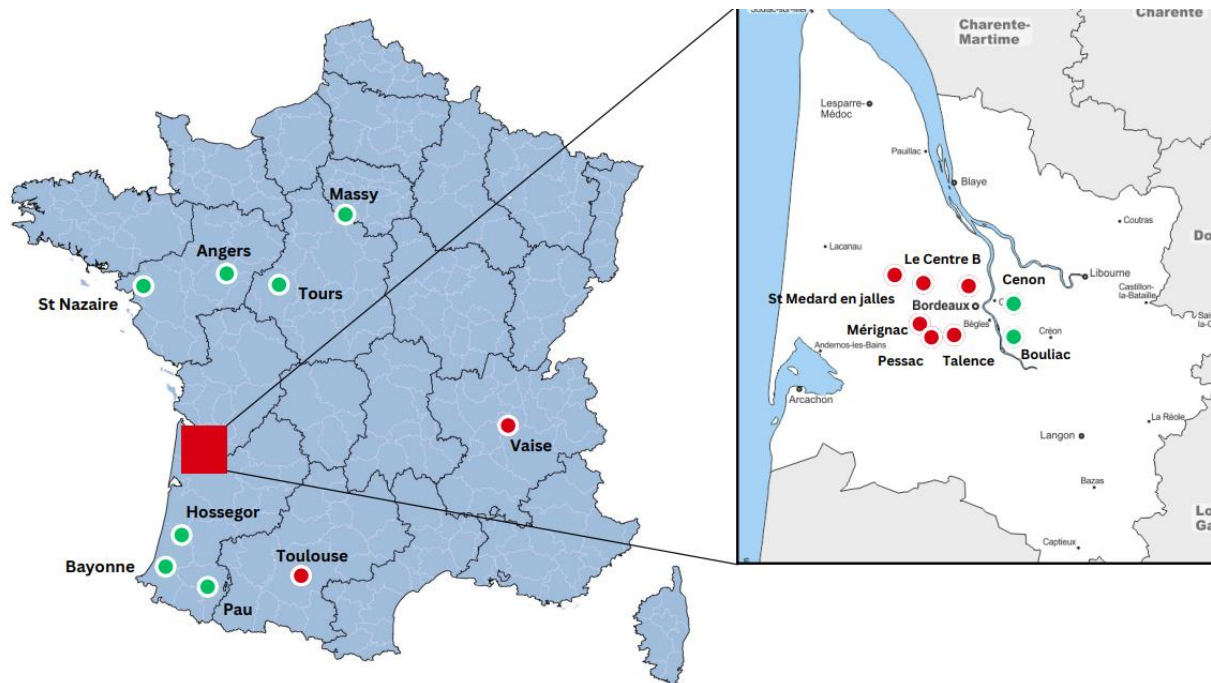 Massy
Angers
St Nazaire
Tours
Vaise
Hossegor
Bayonne
Toulouse
Pau
Charente-
Martime
Charente
Lesparre-
Médoc
Pauillac
Blaye
Coutras
Lacanau
Le Centre B
Libourne
Cenon
Castillon-
la-Bataille
St Medard en jalles
Bordeaux
Bègles
Mérignac
Créon
Andernos-les-Bains
Pessac
Talence
Bouliac
Arcachon
La Réole
Langon
Bazas
Captieux